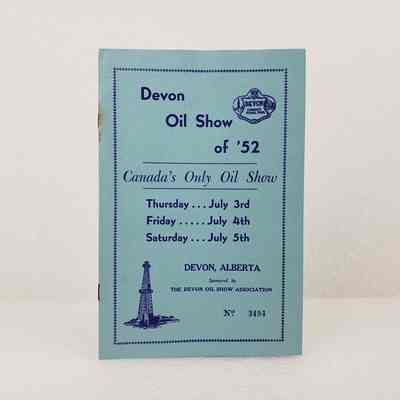 Devon
Oil Show
of '52
DEVON
Canada's Only Oil Show
Thursday...July 3rd
Friday.....July 4th
Saturday...July 5th
DEVON, ALBERTA
Sponsored by
THE DEVON OIL SHOW ASSOCIATION
Nº 3494